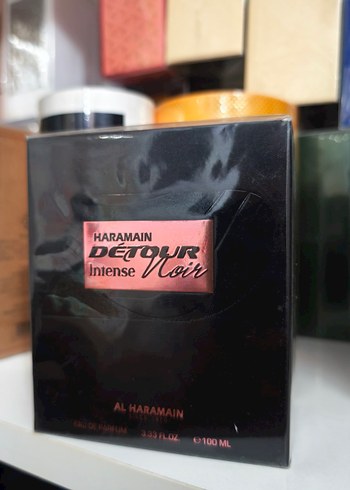 HARAMAIN
DÉTOUR
Intense Noir
AL HARAMAIN
EAU DE PARFUM 3.33 FL.OZ. ℮100 ML